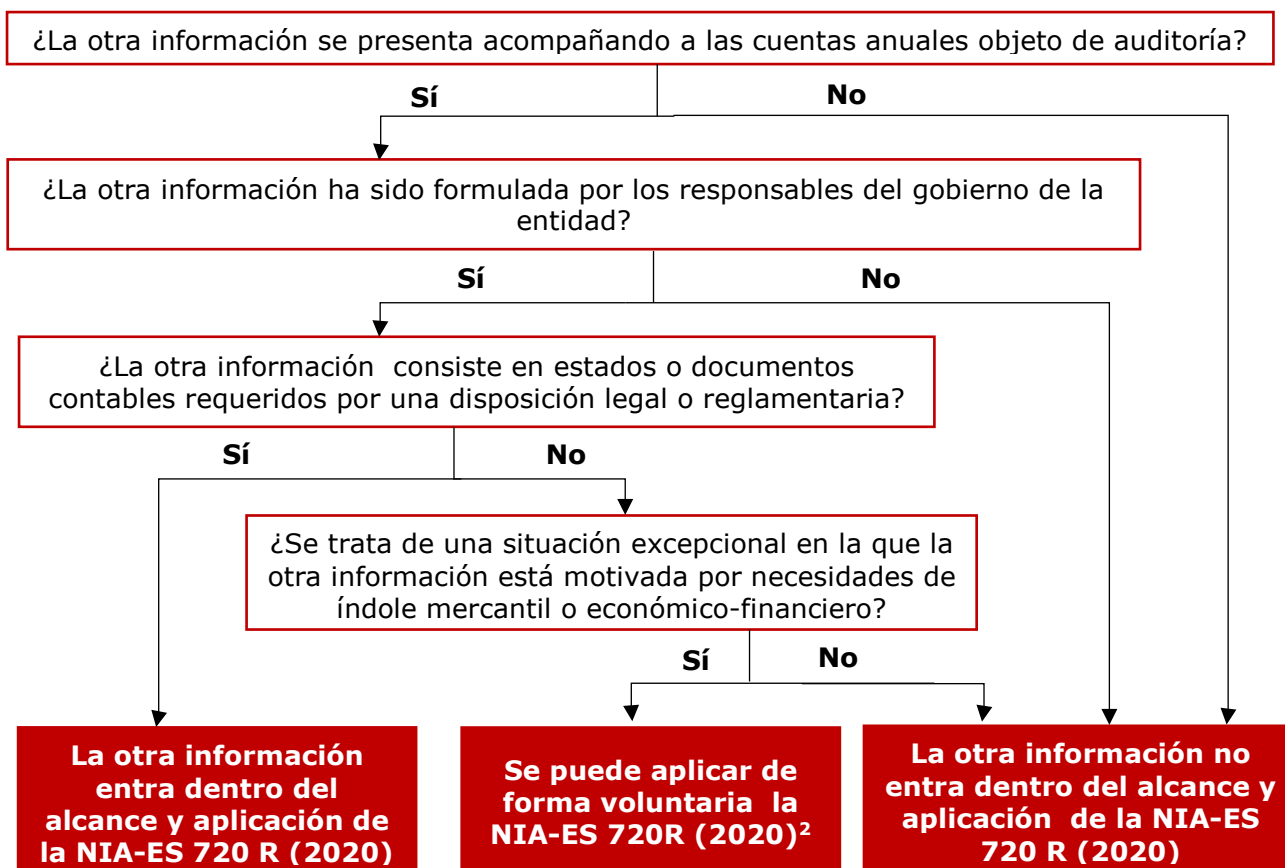 ¿La otra información se presenta acompañando a las cuentas anuales objeto de auditoría?
Sí
No
¿La otra información ha sido formulada por los responsables del gobierno de la
entidad?
Sí
No
¿La otra información  consiste en estados o documentos
contables requeridos por una disposición legal o reglamentaria?
Sí
No
¿Se trata de una situación excepcional en la que la
otra información está motivada por necesidades de
índole mercantil o económico-financiero?
Sí
No
La otra información
entra dentro del
alcance y aplicación de
la NIA-ES 720 R (2020)
Se puede aplicar de
forma voluntaria  la
NIA-ES 720R (2020)²
La otra información no
entra dentro del alcance y
aplicación  de la NIA-ES
720 R (2020)